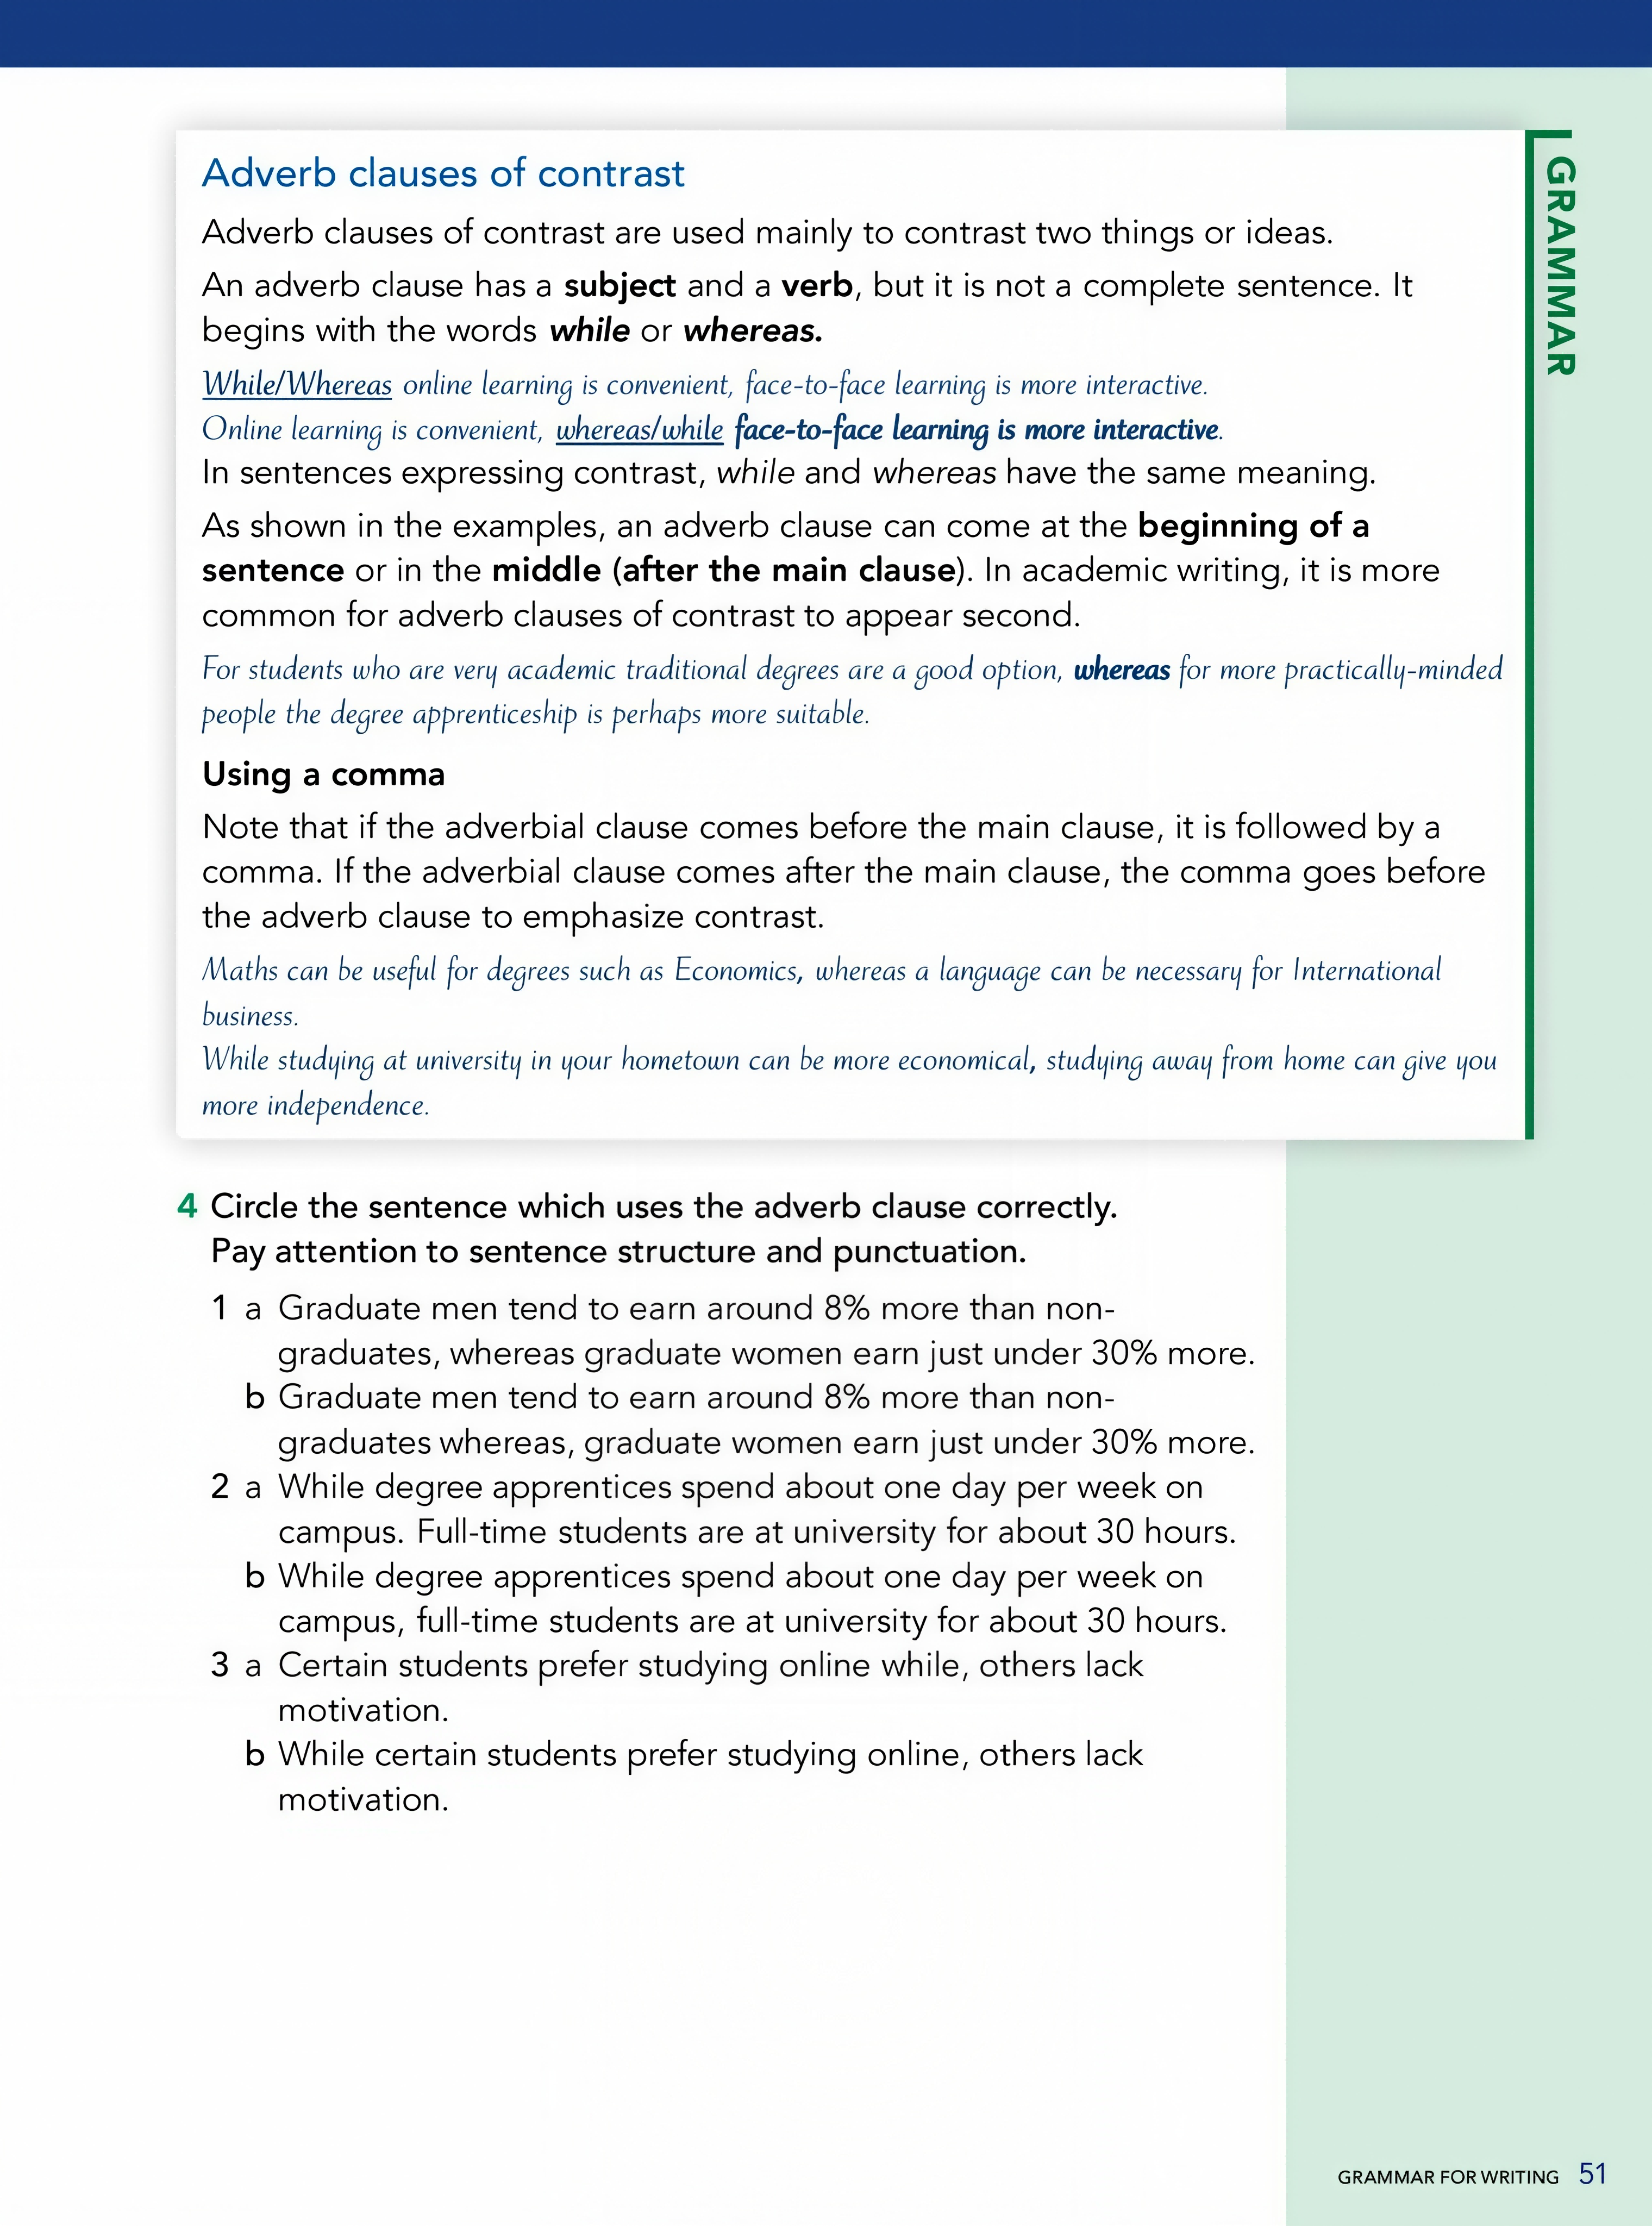 GRAMMAR
Adverb clauses of contrast
Adverb clauses of contrast are used mainly to contrast two things or ideas.
An adverb clause has a subject and a verb, but it is not a complete sentence. It
begins with the words while or whereas.
While/Whereas online learning is convenient, face-to-face learning is more interactive.
Online learning is convenient, whereas/while face-to-face learning is more interactive.
In sentences expressing contrast, while and whereas have the same meaning.
As shown in the examples, an adverb clause can come at the beginning of a
sentence or in the middle (after the main clause). In academic writing, it is more
common for adverb clauses of contrast to appear second.
For students who are very academic traditional degrees are a good option, whereas for more practically-minded
people the degree apprenticeship is perhaps more suitable.
Using a comma
Note that if the adverbial clause comes before the main clause, it is followed by a
comma. If the adverbial clause comes after the main clause, the comma goes before
the adverb clause to emphasize contrast.
Maths can be useful for degrees such as Economics, whereas a language can be necessary for International
business.
While studying at university in your hometown can be more economical, studying away from home can give you
more independence.
4 Circle the sentence which uses the adverb clause correctly.
Pay attention to sentence structure and punctuation.
1 a Graduate men tend to earn around 8% more than non-
graduates, whereas graduate women earn just under 30% more.
b Graduate men tend to earn around 8% more than non-
graduates whereas, graduate women earn just under 30% more.
2 a While degree apprentices spend about one day per week on
campus. Full-time students are at university for about 30 hours.
b While degree apprentices spend about one day per week on
campus, full-time students are at university for about 30 hours.
3 a Certain students prefer studying online while, others lack
motivation.
b While certain students prefer studying online, others lack
motivation.
GRAMMAR FOR WRITING 51